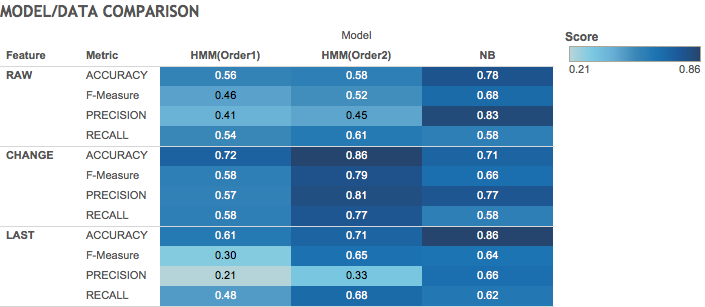 MODEL/DATA COMPARISON
Model
Feature Metric HMM(Order1) HMM(Order2) NB
RAW ACCURACY 0.56 0.58 0.78
F-Measure 0.46 0.52 0.68
PRECISION 0.41 0.45 0.83
RECALL 0.54 0.61 0.58
CHANGE ACCURACY 0.72 0.86 0.71
F-Measure 0.58 0.79 0.66
PRECISION 0.57 0.81 0.77
RECALL 0.58 0.77 0.58
LAST ACCURACY 0.61 0.71 0.86
F-Measure 0.30 0.65 0.64
PRECISION 0.21 0.33 0.66
RECALL 0.48 0.68 0.62
Score
0.21 0.86